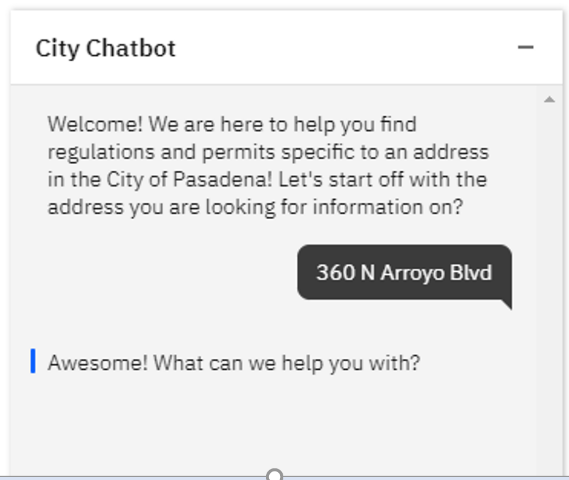 City Chatbot
Welcome! We are here to help you find
regulations and permits specific to an address
in the City of Pasadena! Let's start off with the
address you are looking for information on?
360 N Arroyo Blvd
Awesome! What can we help you with?